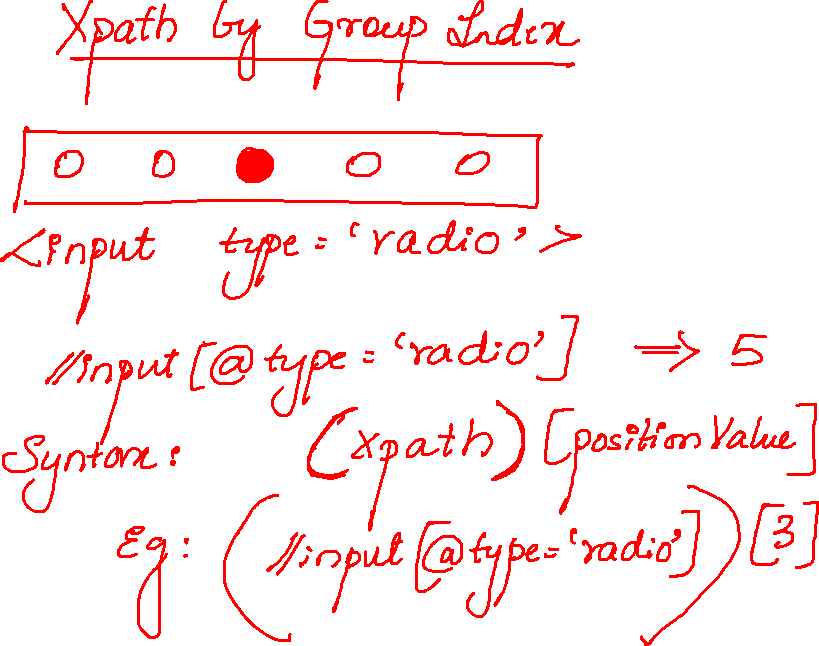 Xpath by Group Index
<input type = 'radio' >
//input[@type = 'radio'] => 5
Syntax: (xpath)[positionValue]
Eg: (//input[@type='radio'])[3]